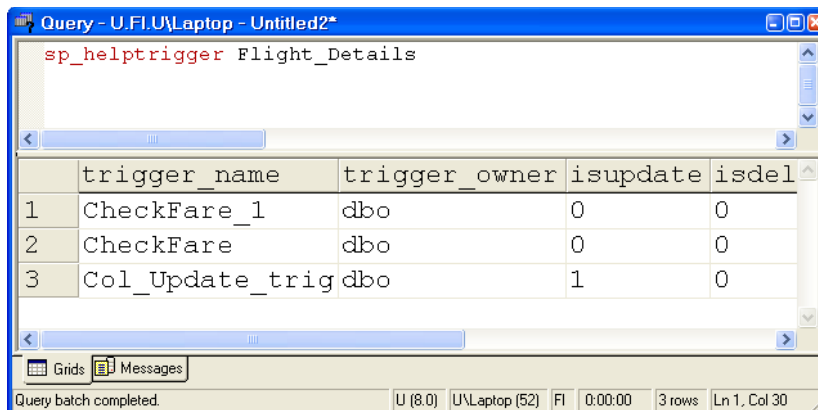 Query - U.FI.U\Laptop - Untitled2*
sp_helptrigger Flight_Details
trigger_name trigger_owner isupdate isdel
1 CheckFare_1 dbo 0 0
2 CheckFare dbo 0 0
3 Col_Update_trig dbo 1 0
Grids Messages
Query batch completed. U (8.0) U\Laptop (52) FI 0:00:00 3 rows Ln 1, Col 30